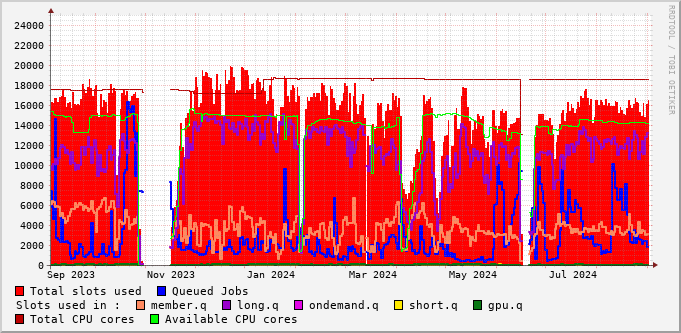 RRDTOOL / TOBI OETIKER
24000
22000
20000
18000
16000
14000
12000
10000
8000
6000
4000
2000
0
Sep 2023 Nov 2023 Jan 2024 Mar 2024 May 2024 Jul 2024
Total slots used Queued Jobs
Slots used in : member.q long.q ondemand.q short.q gpu.q
Total CPU cores Available CPU cores